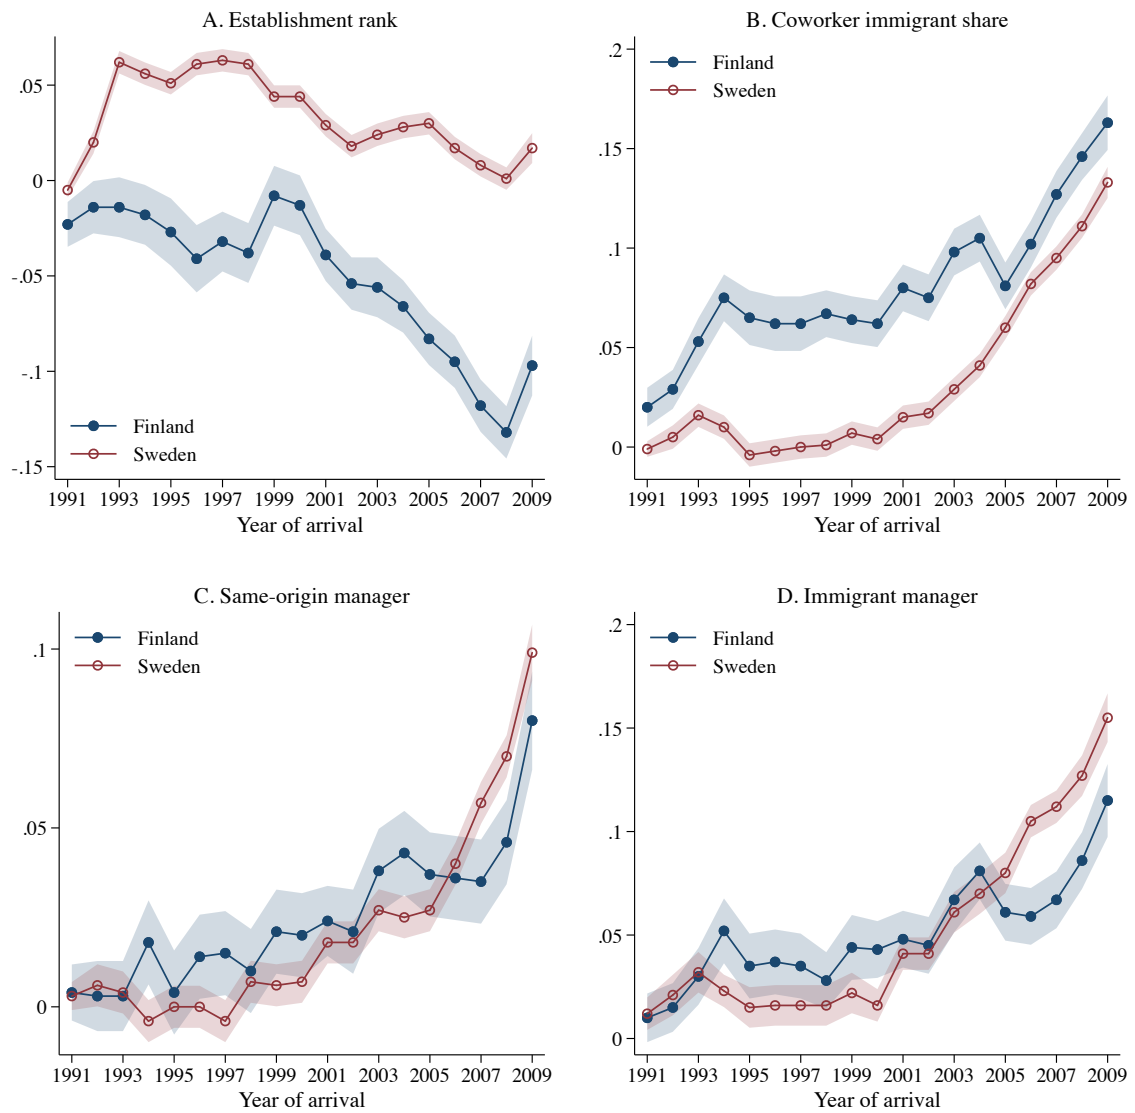 A. Establishment rank
.05
0
-.05
-.1
-.15
Finland
Sweden
1991 1993 1995 1997 1999 2001 2003 2005 2007 2009
Year of arrival
B. Coworker immigrant share
.2
.15
.1
.05
0
Finland
Sweden
1991 1993 1995 1997 1999 2001 2003 2005 2007 2009
Year of arrival
C. Same-origin manager
.1
.05
0
Finland
Sweden
1991 1993 1995 1997 1999 2001 2003 2005 2007 2009
Year of arrival
D. Immigrant manager
.2
.15
.1
.05
0
Finland
Sweden
1991 1993 1995 1997 1999 2001 2003 2005 2007 2009
Year of arrival